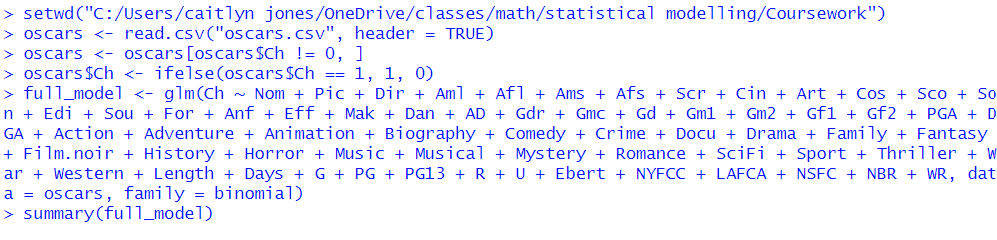 > setwd("C:/Users/caitlyn jones/OneDrive/classes/math/statistical modelling/Coursework")
> oscars <- read.csv("oscars.csv", header = TRUE)
> oscars <- oscars[oscars$Ch != 0, ]
> oscars$Ch <- ifelse(oscars$Ch == 1, 1, 0)
> full_model <- glm(Ch ~ Nom + Pic + Dir + Aml + Afl + Ams + Afs + Scr + Cin + Art + Cos + Sco + So
n + Edi + Sou + For + Anf + Eff + Mak + Dan + AD + Gdr + Gmc + Gd + Gm1 + Gm2 + Gf1 + Gf2 + PGA + D
GA + Action + Adventure + Animation + Biography + Comedy + Crime + Docu + Drama + Family + Fantasy
+ Film.noir + History + Horror + Music + Musical + Mystery + Romance + SciFi + Sport + Thriller + W
ar + Western + Length + Days + G + PG + PG13 + R + U + Ebert + NYFCC + LAFCA + NSFC + NBR + WR, dat
a = oscars, family = binomial)
> summary(full_model)